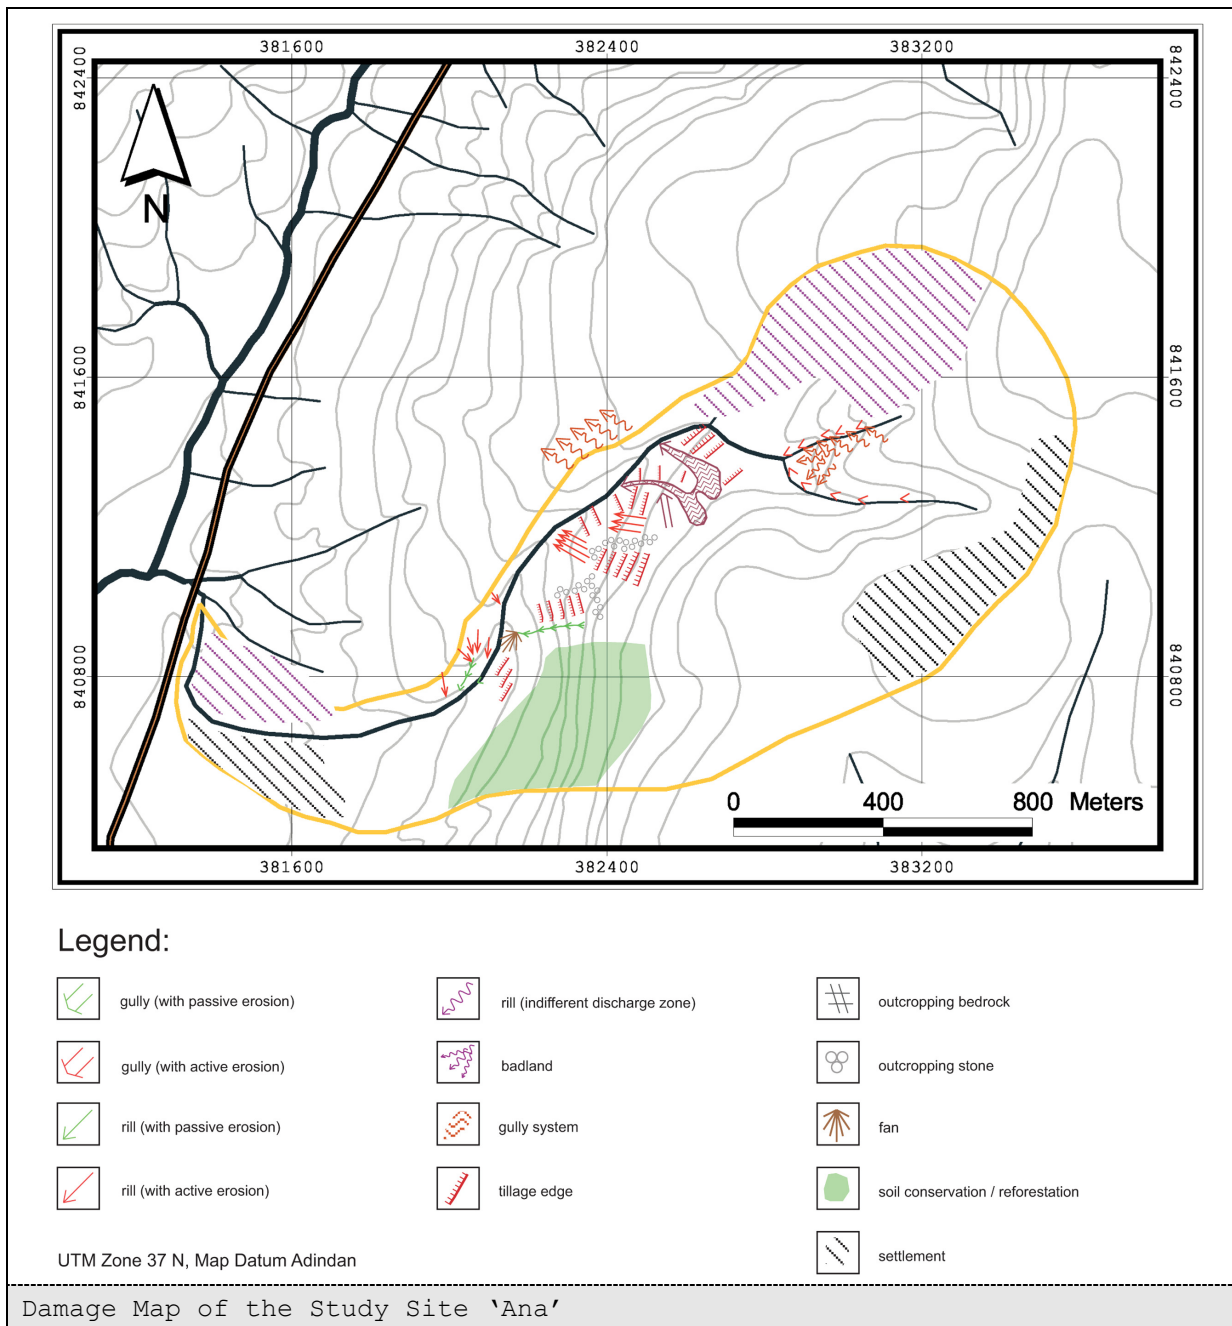 381600 382400 383200
82400
842400
N
841600
841600
840800
840800
0 400 800 Meters
381600 382400 383200
Legend:
gully (with passive erosion)
gully (with active erosion)
rill (with passive erosion)
rill (with active erosion)
rill (indifferent discharge zone)
badland
gully system
tillage edge
outcropping bedrock
outcropping stone
fan
soil conservation / reforestation
settlement
UTM Zone 37 N, Map Datum Adindan
Damage Map of the Study Site ‘Ana’